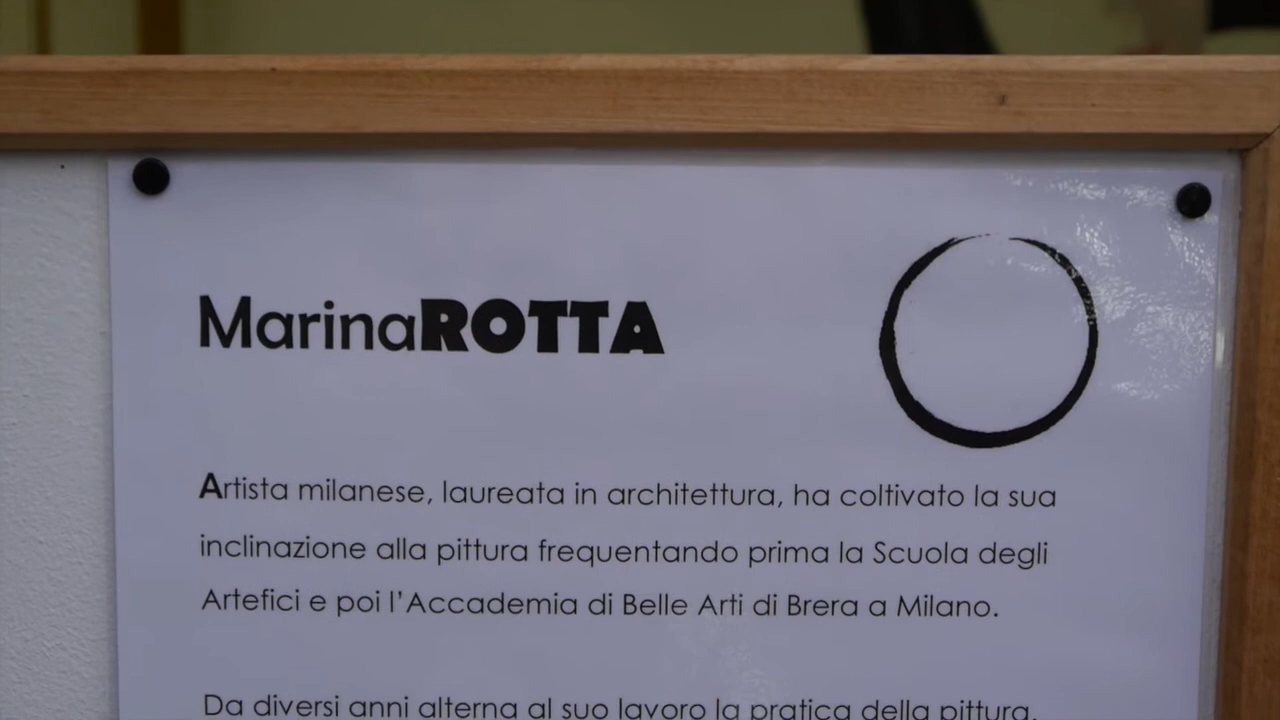 MarinaROTTA
Artista milanese, laureata in architettura, ha coltivato la sua
inclinazione alla pittura frequentando prima la Scuola degli
Artefici e poi l'Accademia di Belle Arti di Brera a Milano.
Da diversi anni alterna al suo lavoro la pratica della pittura.